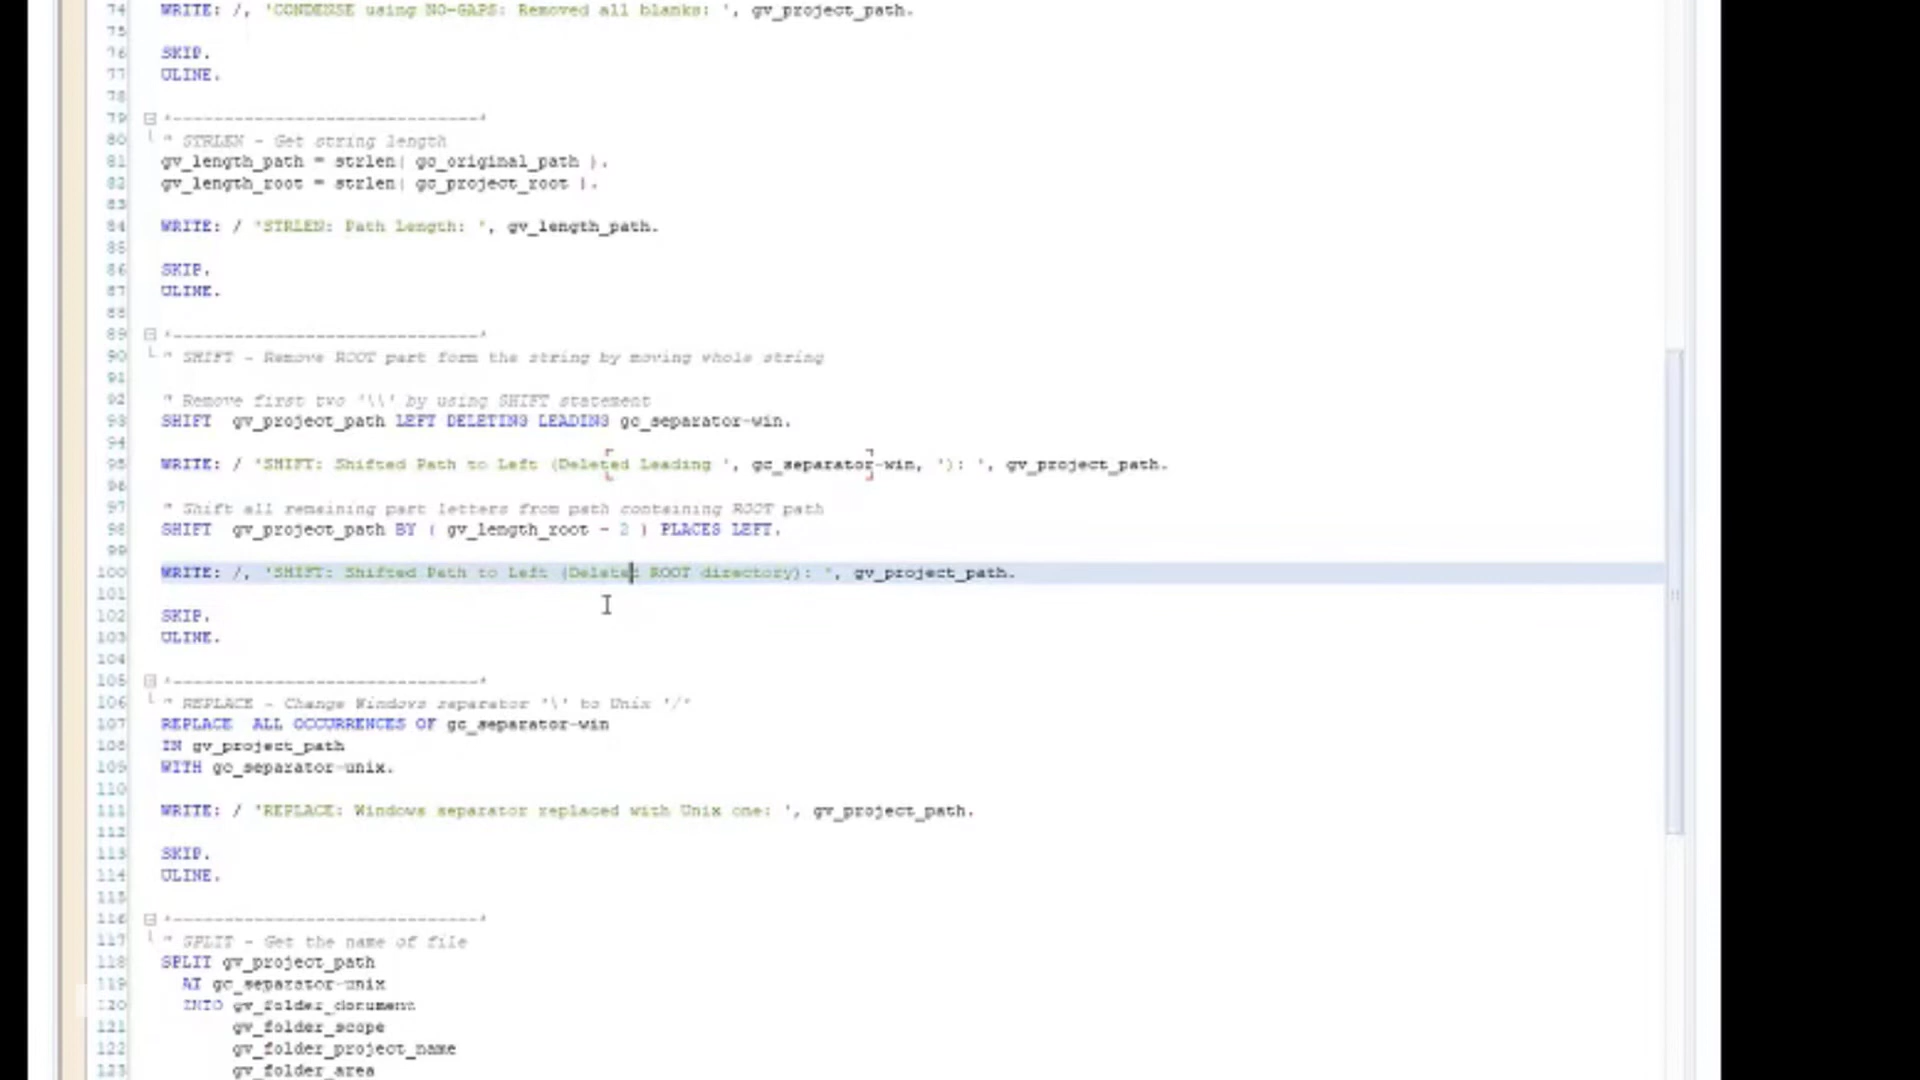 74 WRITE: /, 'CONDENSE using NO-GAPS: Removed all blanks: ', gv_project_path.
75
76 SKIP.
77 ULINE.
78
79 *------------------------------*
80 " STRLEN - Get string length
81 gv_length_path = strlen( gc_original_path ).
82 gv_length_root = strlen( gc_project_root ).
83
84 WRITE: / 'STRLEN: Path Length: ', gv_length_path.
85
86 SKIP.
87 ULINE.
88
89 *------------------------------*
90 " SHIFT - Remove ROOT part form the string by moving whole string
91
92 " Remove first two '\\' by using SHIFT statement
93 SHIFT gv_project_path LEFT DELETING LEADING gc_separator-win.
94
95 WRITE: / 'SHIFT: Shifted Path to Left (Deleted Leading ', gc_separator-win, '): ', gv_project_path.
96
97 " Shift all remaining part letters from path containing ROOT path
98 SHIFT gv_project_path BY ( gv_length_root - 2 ) PLACES LEFT.
99
100 WRITE: /, 'SHIFT: Shifted Path to Left (Deleted ROOT directory): ', gv_project_path.
101
102 SKIP.
103 ULINE.
104
105 *------------------------------*
106 " REPLACE - Change Windows separator '\' to Unix '/'
107 REPLACE ALL OCCURRENCES OF gc_separator-win
108 IN gv_project_path
109 WITH gc_separator-unix.
110
111 WRITE: / 'REPLACE: Windows separator replaced with Unix one: ', gv_project_path.
112
113 SKIP.
114 ULINE.
115
116 *------------------------------*
117 " SPLIT - Get the name of file
118 SPLIT gv_project_path
119 AT gc_separator-unix
120 INTO gv_folder_document
121 gv_folder_scope
122 gv_folder_project_name
123 gv_folder_area